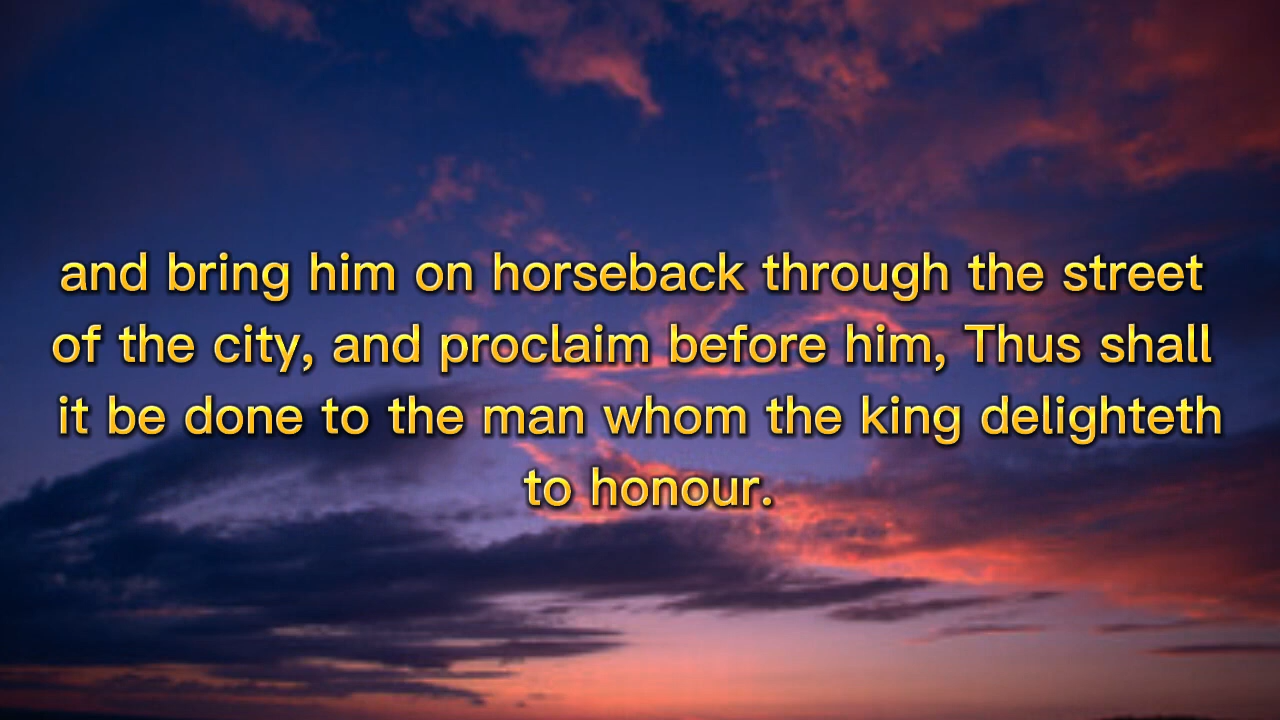 and bring him on horseback through the street
of the city, and proclaim before him, Thus shall
it be done to the man whom the king delighteth
to honour.